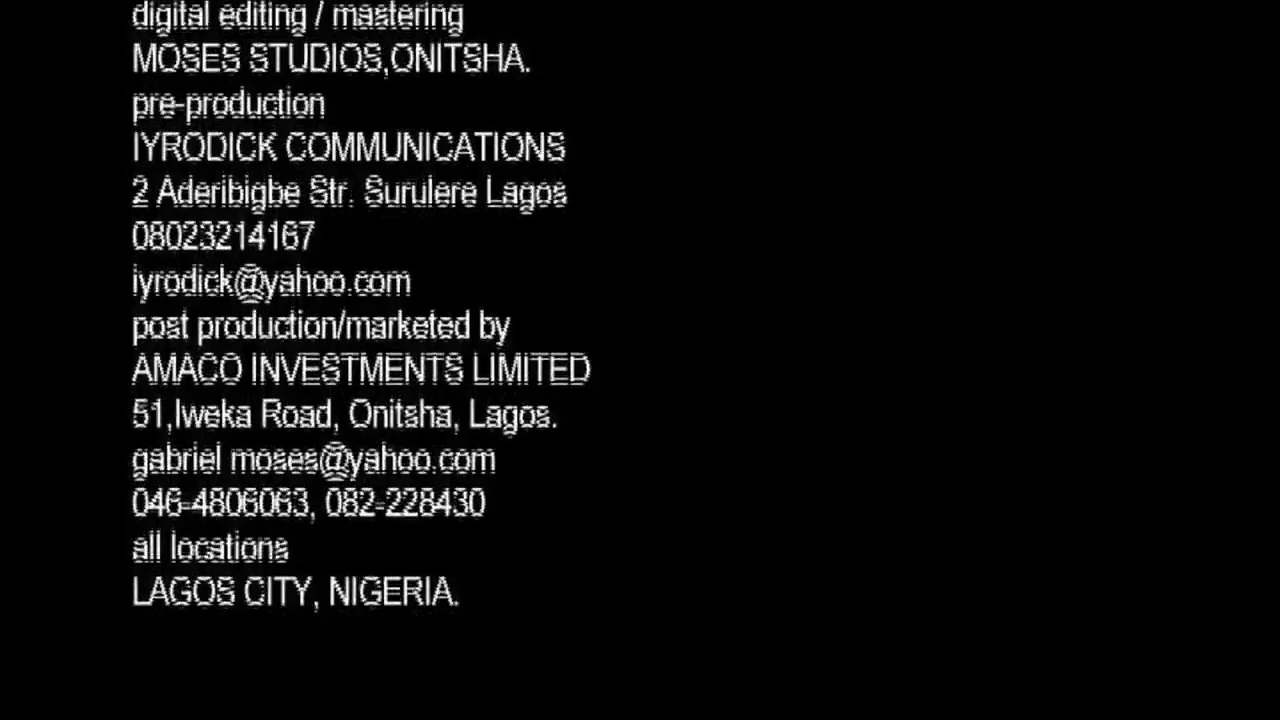 digital editing / mastering
MOSES STUDIOS,ONITSHA.
pre-production
IYRODICK COMMUNICATIONS
2 Aderibigbe Str. Surulere Lagos
08023214167
iyrodick@yahoo.com
post production/marketed by
AMACO INVESTMENTS LIMITED
51,Iweka Road, Onitsha, Lagos.
gabriel moses@yahoo.com
046-4806063, 082-228430
all locations
LAGOS CITY, NIGERIA.